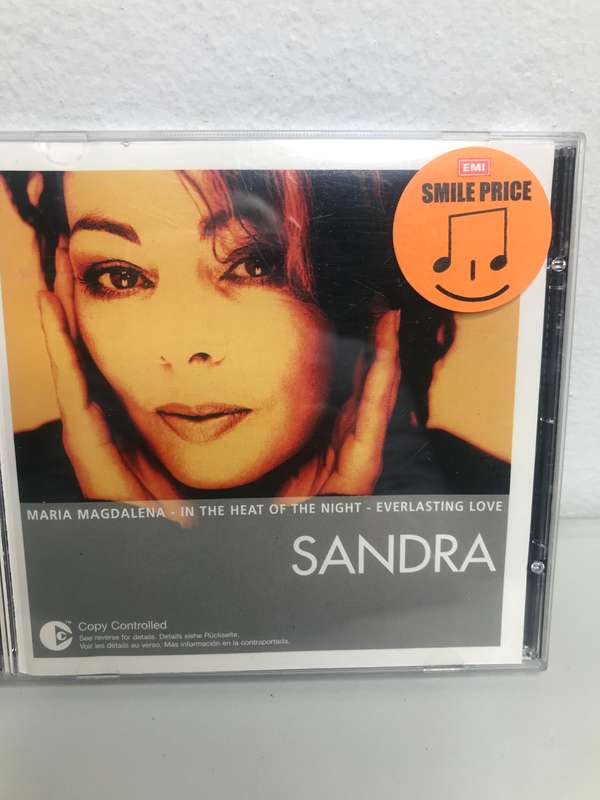 EMI
SMILE PRICE
MARIA MAGDALENA - IN THE HEAT OF THE NIGHT - EVERLASTING LOVE
SANDRA
Copy Controlled
See reverse for details. Details siehe Rückseite.
Voir les détails au verso. Más información en la contraportada.